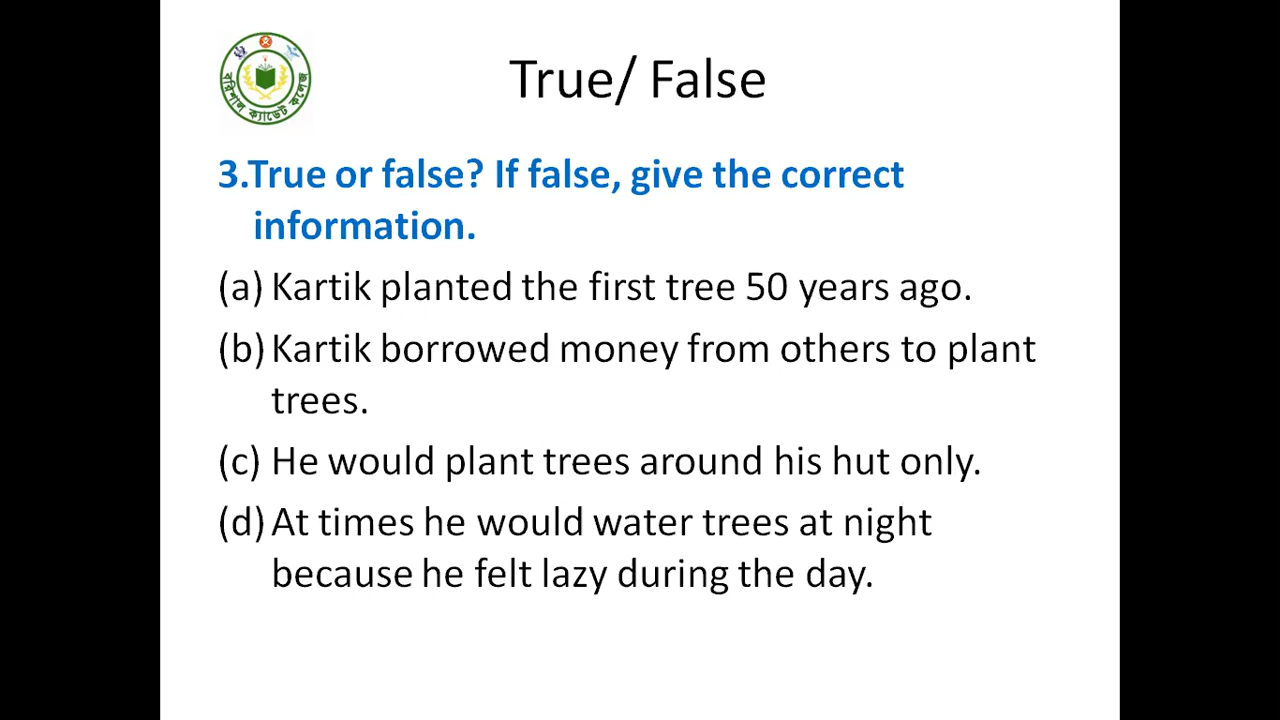 বরিশাল ক্যাডেট কলেজ
True/ False
3.True or false? If false, give the correct
information.
(a) Kartik planted the first tree 50 years ago.
(b) Kartik borrowed money from others to plant
trees.
(c) He would plant trees around his hut only.
(d) At times he would water trees at night
because he felt lazy during the day.